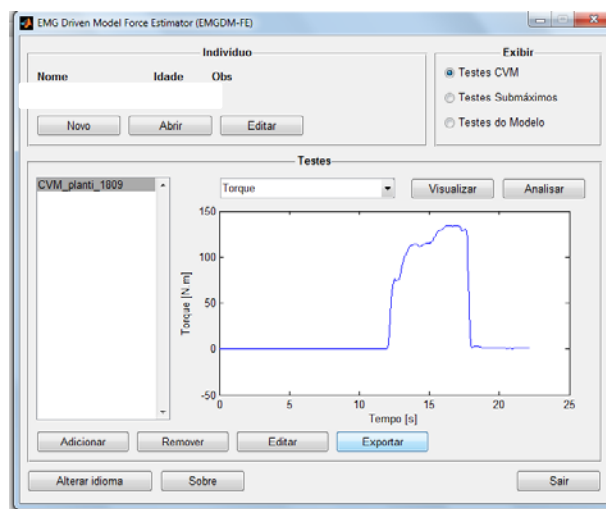 EMG Driven Model Force Estimator (EMGDM-FE)
Indivíduo
Nome Idade Obs
Novo Abrir Editar
Exibir
Testes CVM
Testes Submáximos
Testes do Modelo
Testes
CVM_planti_1809
Torque Visualizar Analisar
150
100
50
0
-50
Torque [N.m]
0 5 10 15 20 25
Tempo [s]
Adicionar Remover Editar Exportar
Alterar idioma Sobre Sair